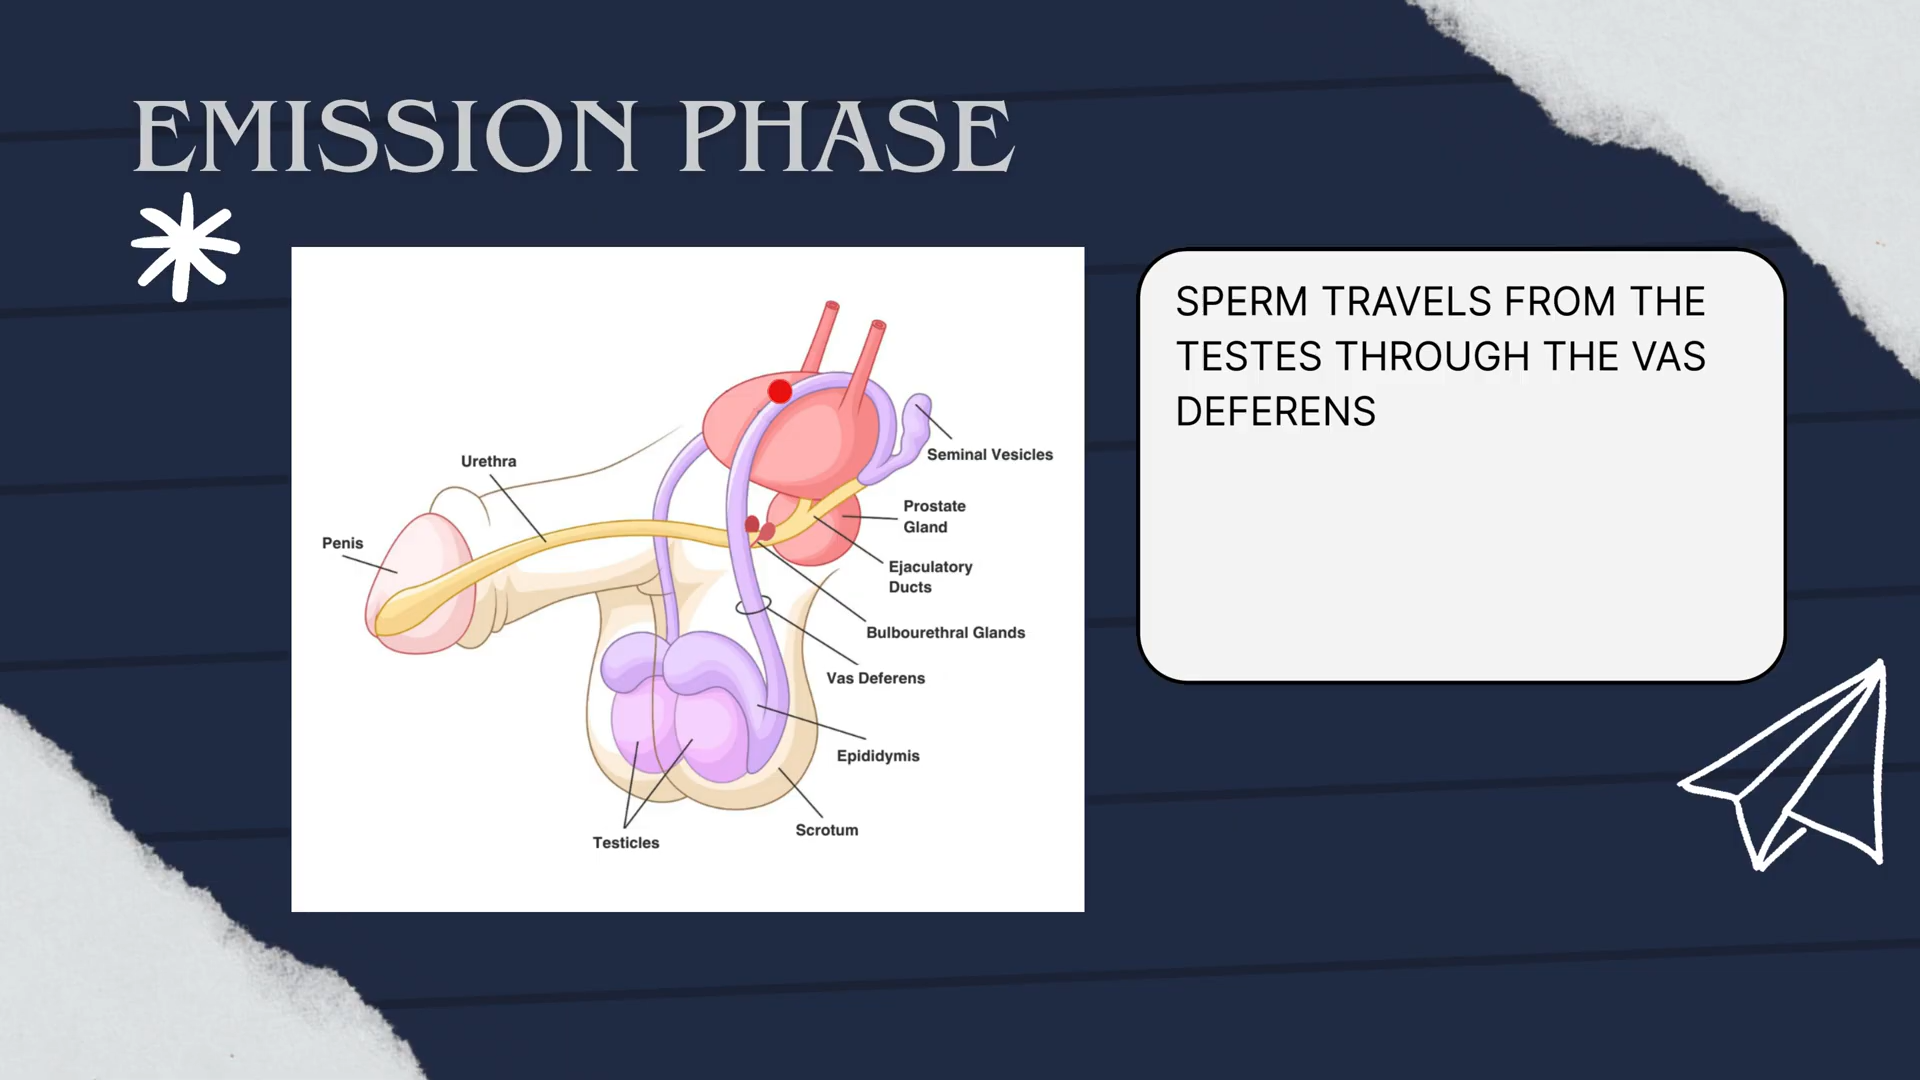 EMISSION PHASE
Seminal Vesicles
Urethra
Prostate
Gland
Penis
Ejaculatory
Ducts
Bulbourethral Glands
Vas Deferens
Epididymis
Scrotum
Testicles
SPERM TRAVELS FROM THE
TESTES THROUGH THE VAS
DEFERENS